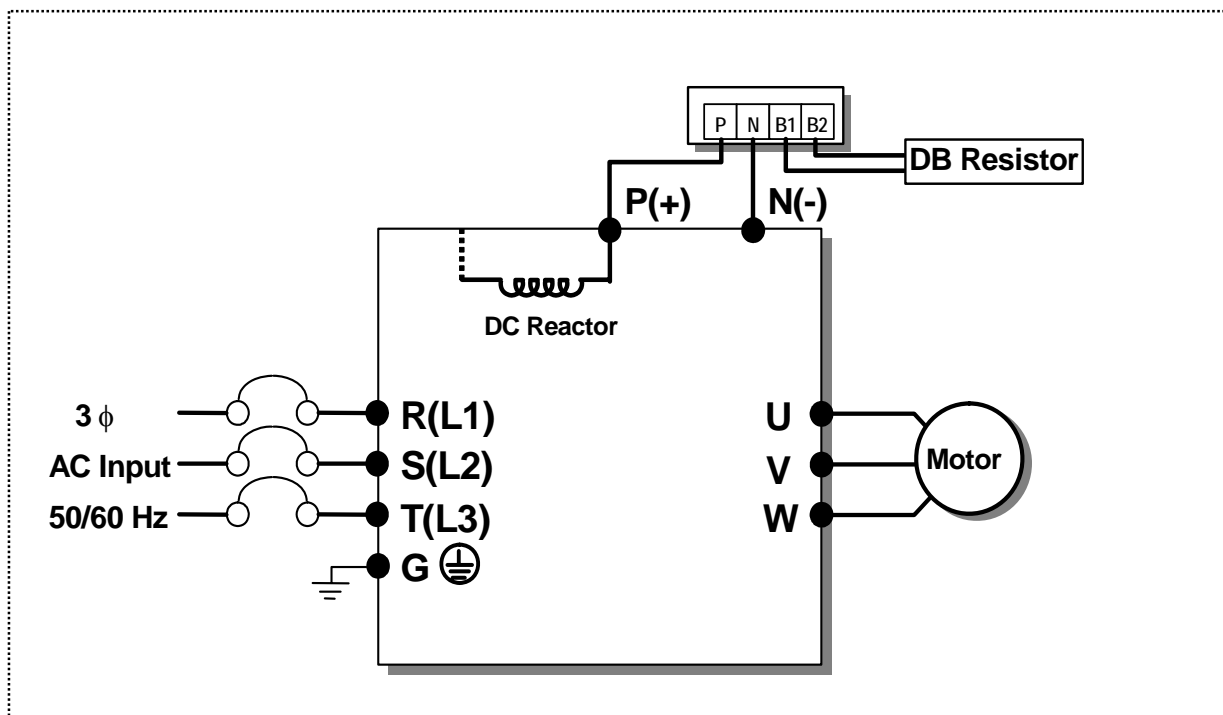 P N B1 B2
DB Resistor
P(+) N(-)
DC Reactor
3 ϕ
R(L1)
U
AC Input
S(L2)
V
Motor
50/60 Hz
T(L3)
W
G